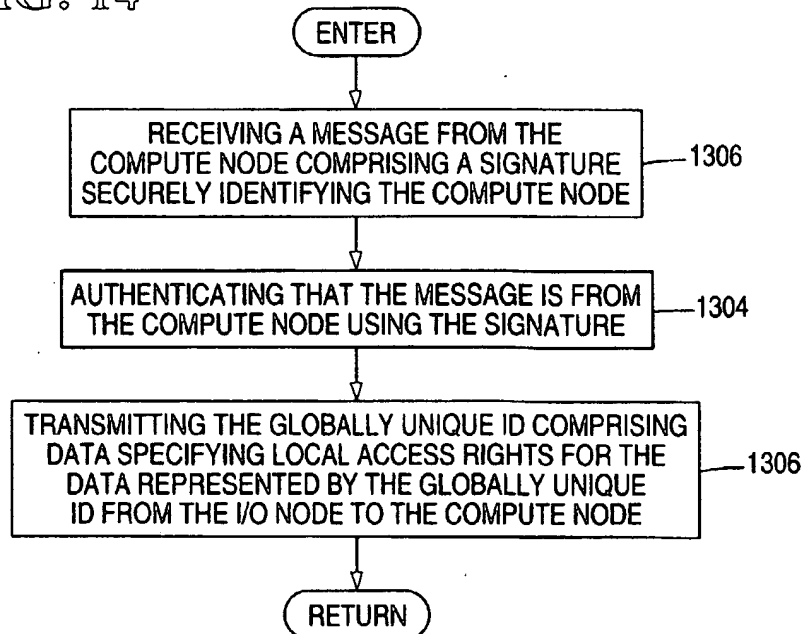 ENTER
RECEIVING A MESSAGE FROM THE
COMPUTE NODE COMPRISING A SIGNATURE
SECURELY IDENTIFYING THE COMPUTE NODE
1306
AUTHENTICATING THAT THE MESSAGE IS FROM
THE COMPUTE NODE USING THE SIGNATURE
1304
TRANSMITTING THE GLOBALLY UNIQUE ID COMPRISING
DATA SPECIFYING LOCAL ACCESS RIGHTS FOR THE
DATA REPRESENTED BY THE GLOBALLY UNIQUE
ID FROM THE I/O NODE TO THE COMPUTE NODE
1306
RETURN